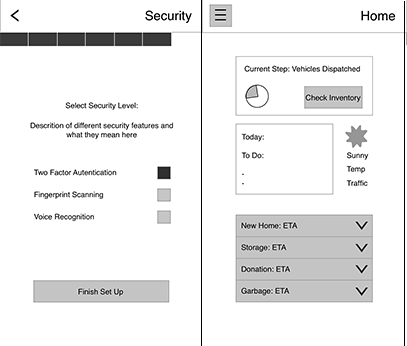 Security
Select Security Level:
Descrition of different security features and
what they mean here
Two Factor Autentication
Fingerprint Scanning
Voice Recognition
Finish Set Up
Home
Current Step: Vehicles Dispatched
Check Inventory
Today:
To Do:
-
-
Sunny
Temp
Traffic
New Home: ETA
Storage: ETA
Donation: ETA
Garbage: ETA